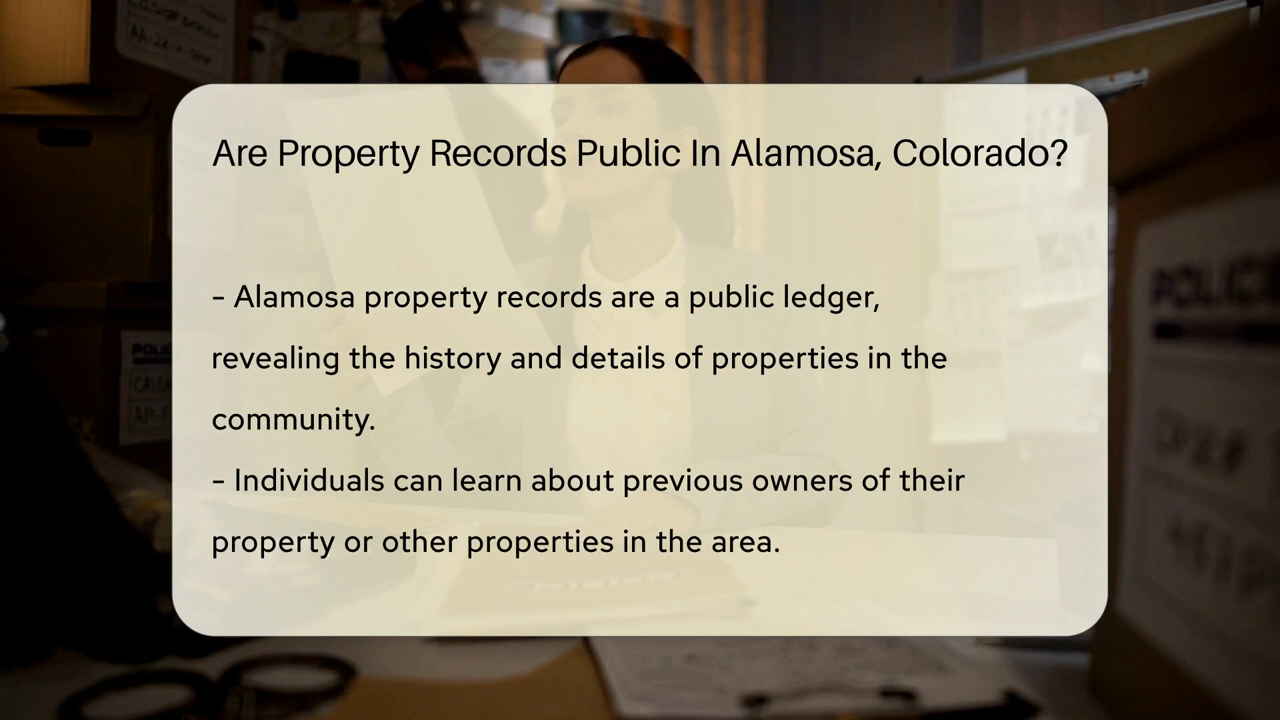 Are Property Records Public In Alamosa, Colorado?
– Alamosa property records are a public ledger,
revealing the history and details of properties in the
community.
– Individuals can learn about previous owners of their
property or other properties in the area.
POLICE